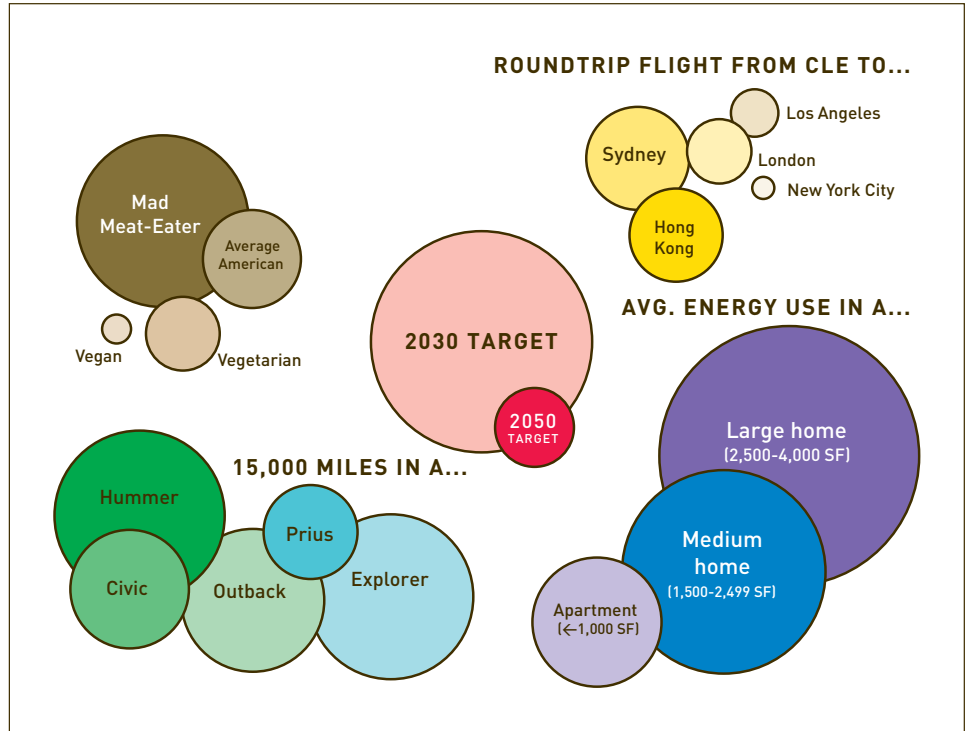 ROUNDTRIP FLIGHT FROM CLE TO...
Los Angeles
Sydney
London
New York City
Hong
Kong
Mad
Meat-Eater
Average
American
Vegan
Vegetarian
2030 TARGET
2050
TARGET
AVG. ENERGY USE IN A...
Large home
(2,500-4,000 SF)
Medium
home
(1,500-2,499 SF)
Apartment
(←1,000 SF)
15,000 MILES IN A...
Hummer
Civic
Outback
Prius
Explorer